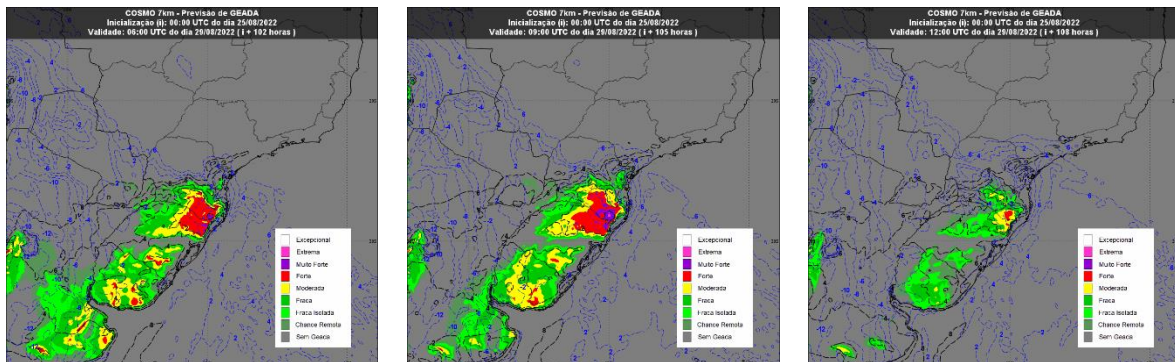 COSMO 7km - Previsão de GEADA
Inicialização (i): 00:00 UTC do dia 25/08/2022
Validade: 06:00 UTC do dia 29/08/2022 ( i + 102 horas )
Excepcional
Extrema
Muito Forte
Forte
Moderada
Fraca
Fraca Isolada
Chance Remota
Sem Geada
COSMO 7km - Previsão de GEADA
Inicialização (i): 00:00 UTC do dia 25/08/2022
Validade: 09:00 UTC do dia 29/08/2022 ( i + 105 horas )
Excepcional
Extrema
Muito Forte
Forte
Moderada
Fraca
Fraca Isolada
Chance Remota
Sem Geada
COSMO 7km - Previsão de GEADA
Inicialização (i): 00:00 UTC do dia 25/08/2022
Validade: 12:00 UTC do dia 29/08/2022 ( i + 108 horas )
Excepcional
Extrema
Muito Forte
Forte
Moderada
Fraca
Fraca Isolada
Chance Remota
Sem Geada